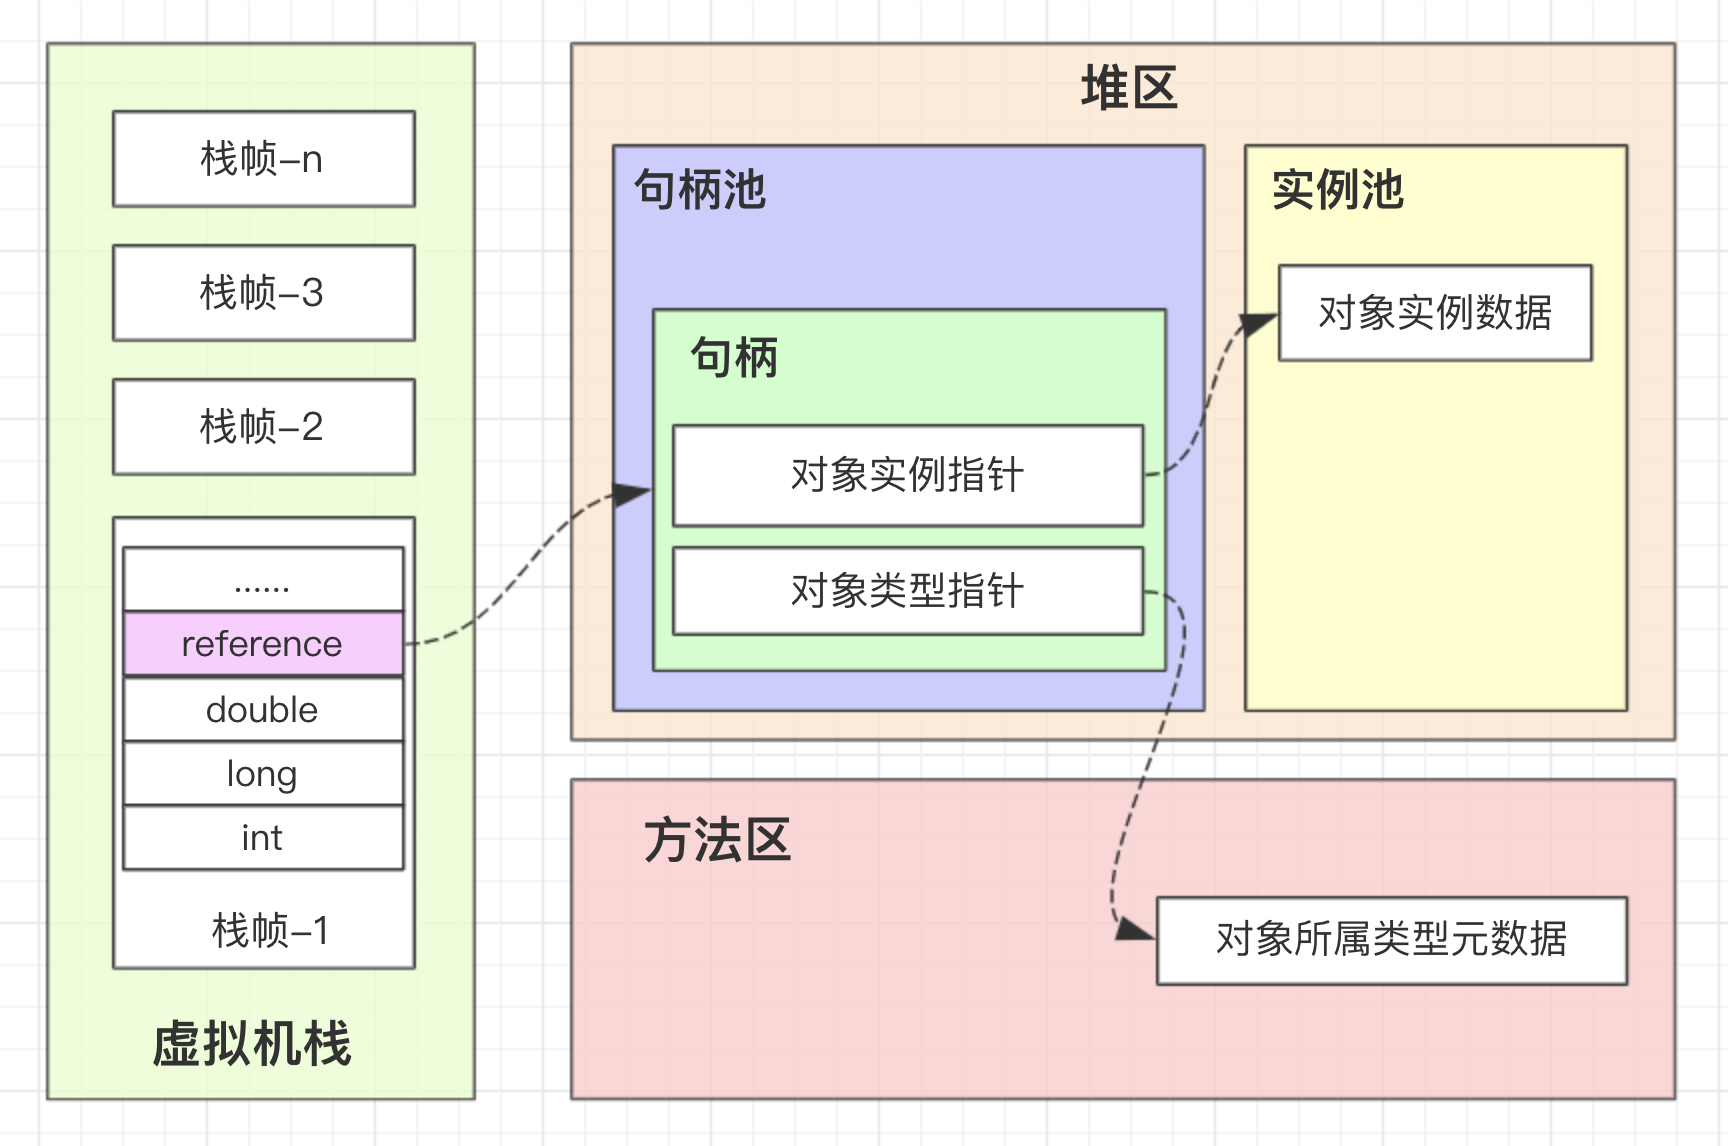 栈帧-n
栈帧-3
栈帧-2
......
reference
double
long
int
栈帧-1
虚拟机栈
堆区
句柄池
句柄
对象实例指针
对象类型指针
实例池
对象实例数据
方法区
对象所属类型元数据